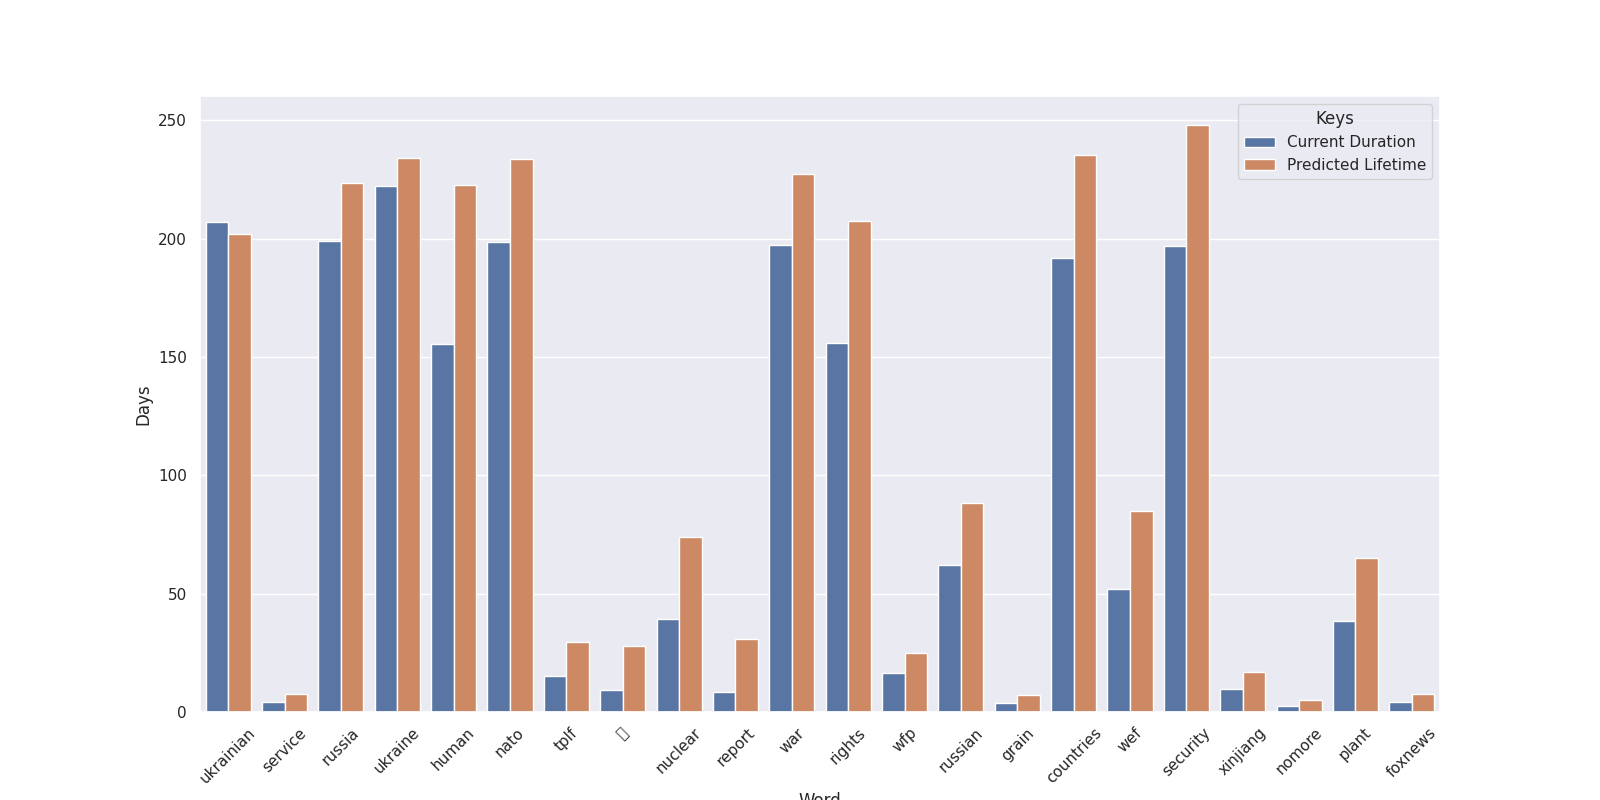 Keys
Current Duration
Predicted Lifetime
250
200
150
100
50
0
Days
ukrainian
service
russia
ukraine
human
nato
tplf
nuclear
report
war
rights
wfp
russian
grain
countries
wef
security
xinjiang
nomore
plant
foxnews
Word